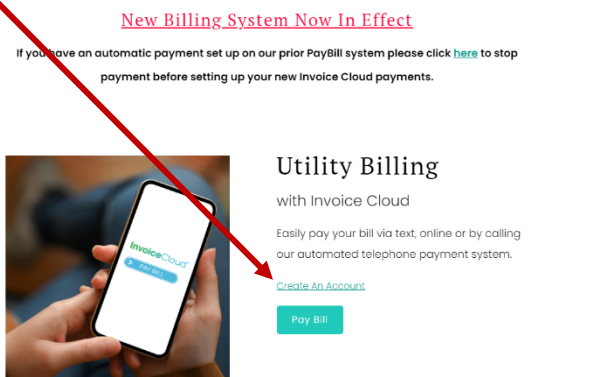 New Billing System Now In Effect
If you have an automatic payment set up on our prior PayBill system please click here to stop
payment before setting up your new Invoice Cloud payments.
InvoiceCloud
PAY BILL
Utility Billing
with Invoice Cloud
Easily pay your bill via text, online or by calling
our automated telephone payment system.
Create An Account
Pay Bill